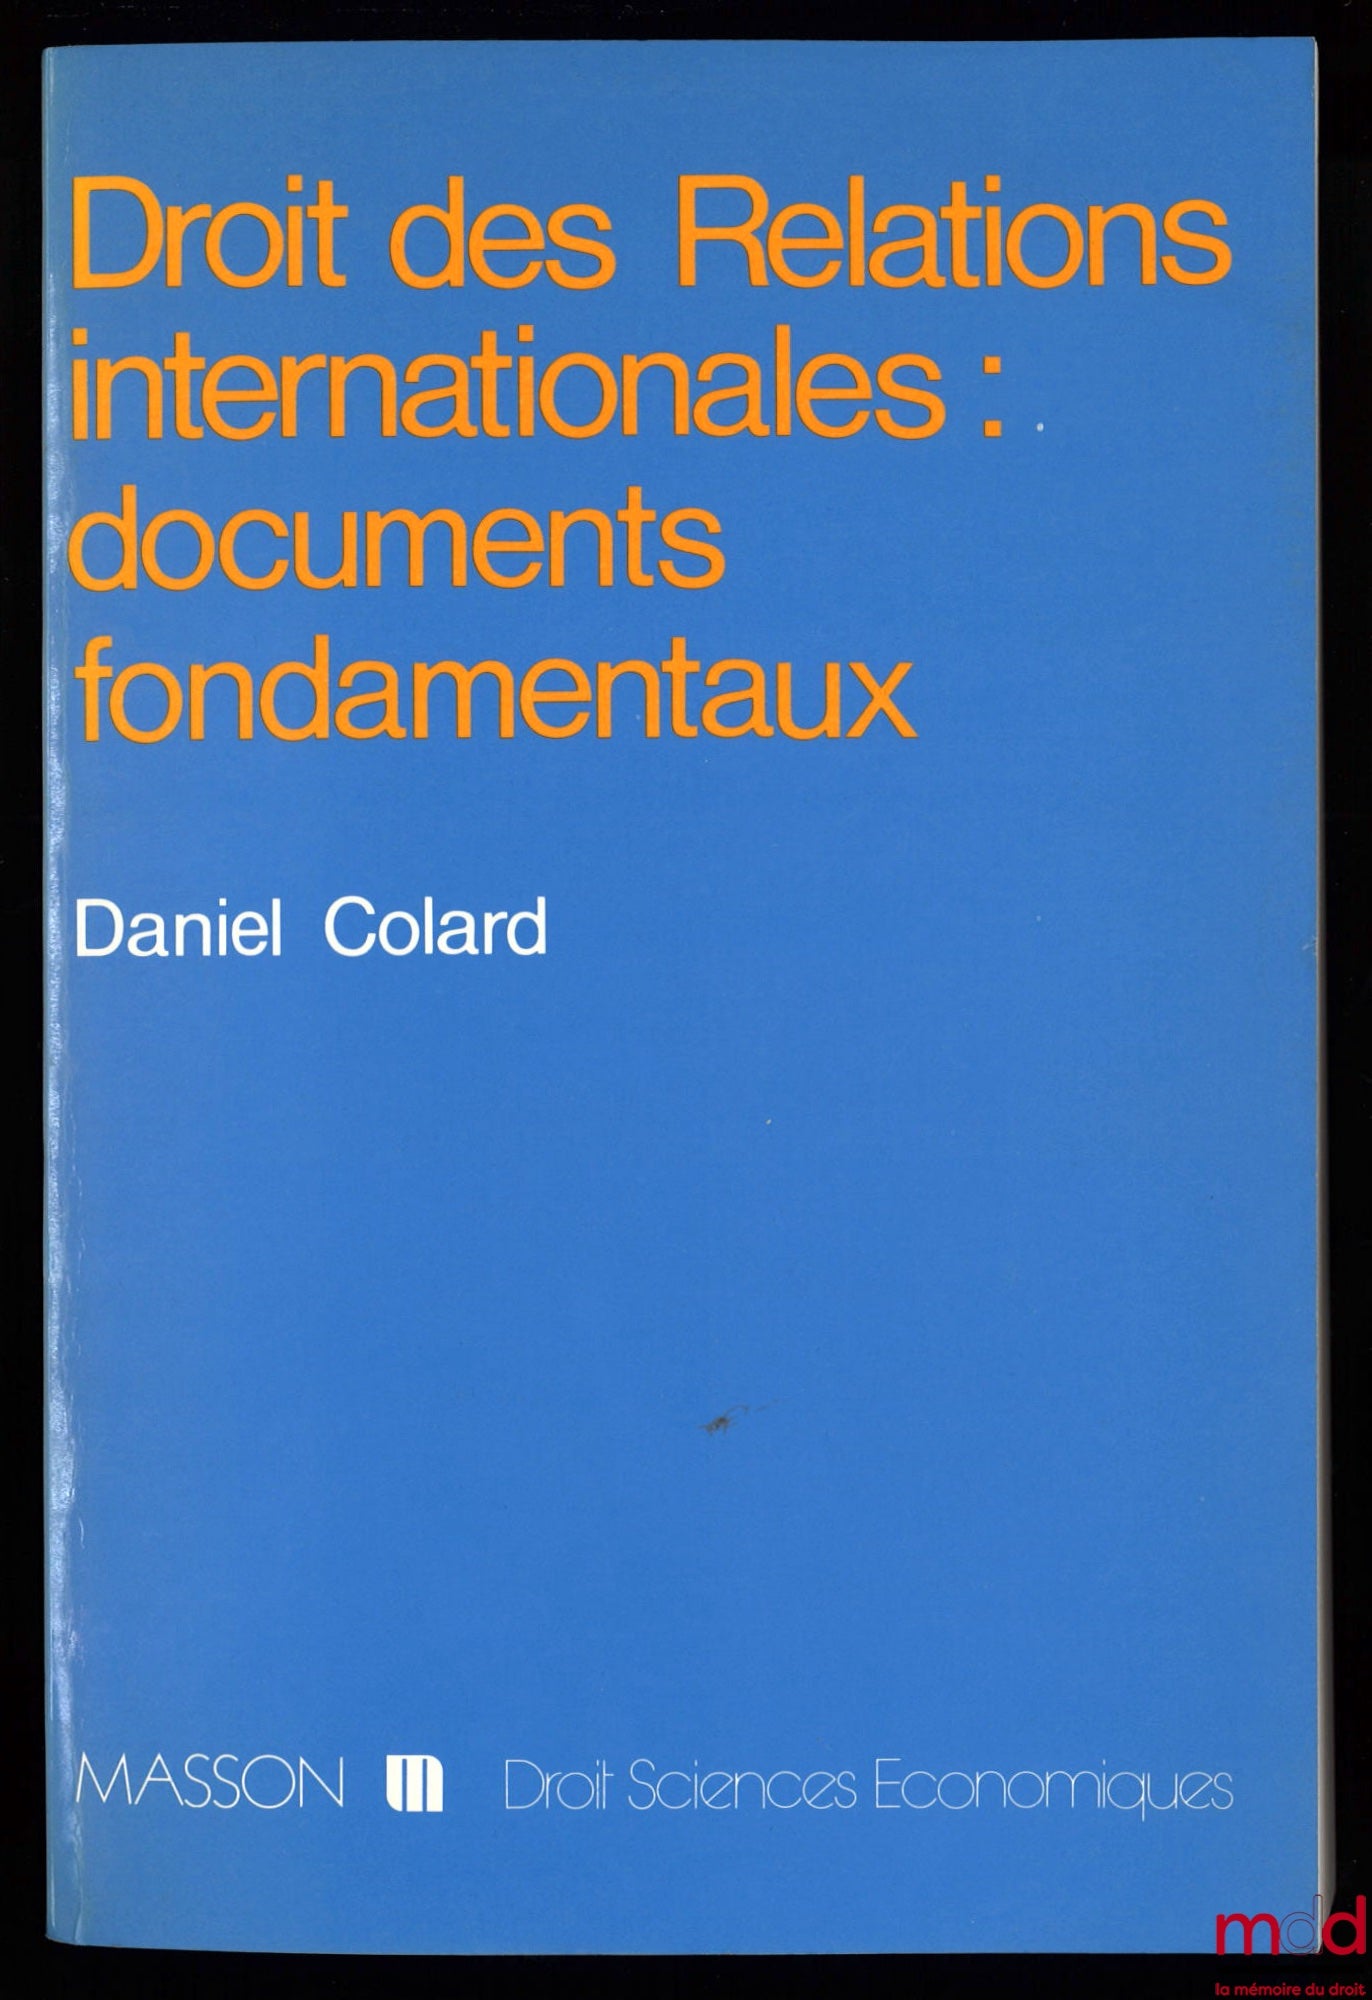 Droit des Relations
internationales :
documents
fondamentaux
Daniel Colard
MASSON m Droit Sciences Economiques
mdd
la mémoire du droit